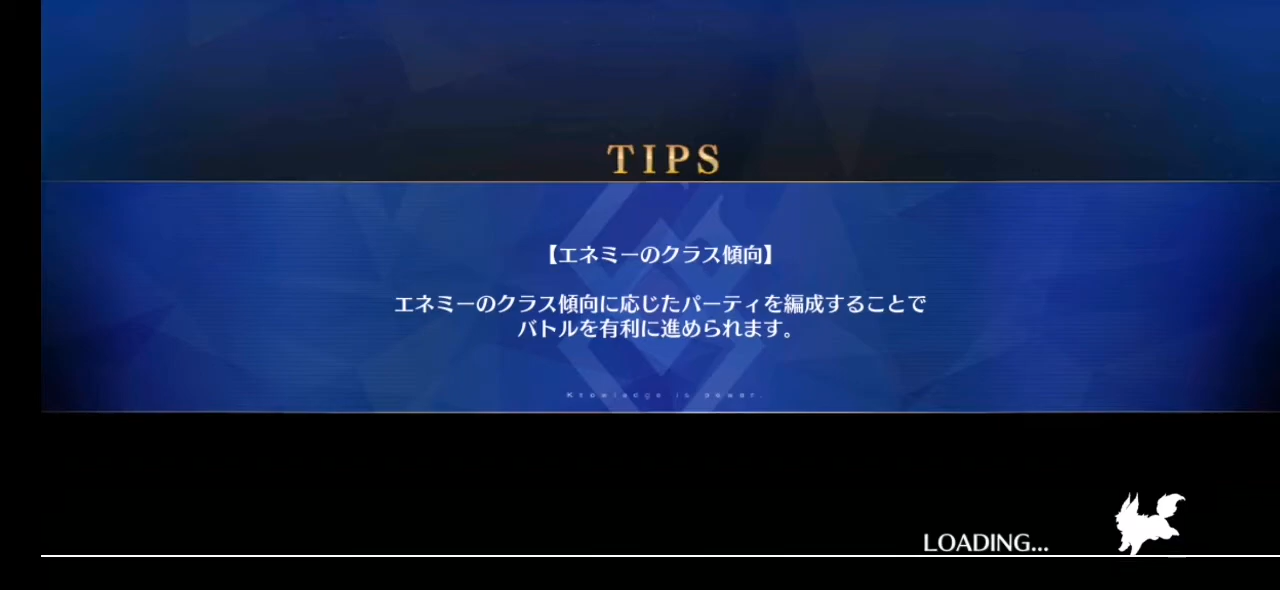 TIPS
【エネミーのクラス傾向】
エネミーのクラス傾向に応じたパーティを編成することで
バトルを有利に進められます。
Knowledge is power.
LOADING...